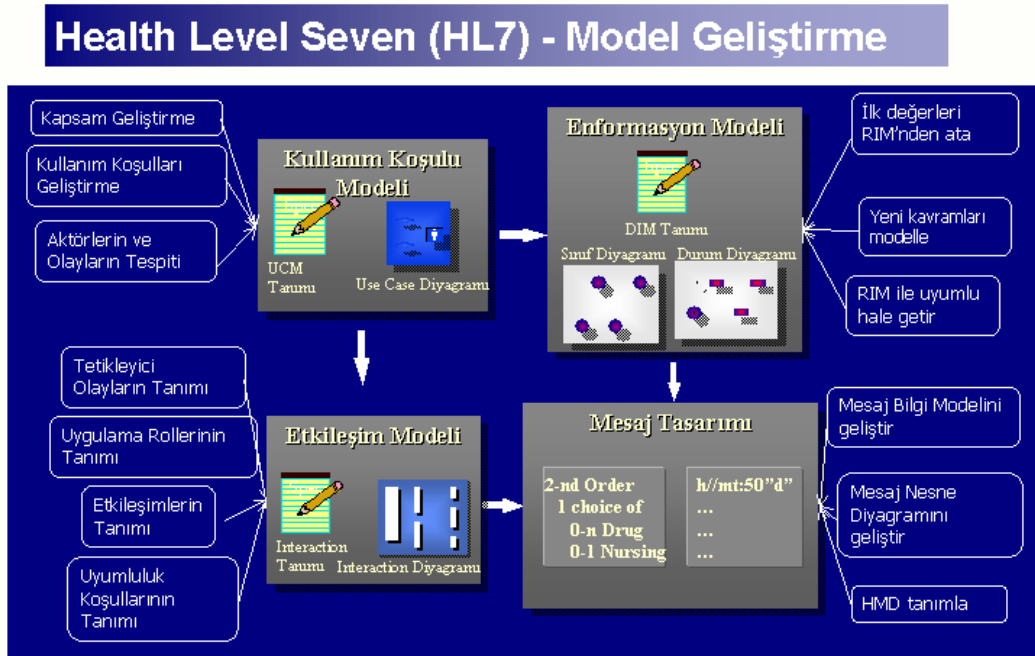 Health Level Seven (HL7) - Model Geliştirme
Kapsam Geliştirme
Kullanım Koşulları
Geliştirme
Aktörlerin ve
Olayların Tespiti
Kullanım Koşulu
Modeli
UCM
Tanımı
Use Case Diyagramı
Enformasyon Modeli
DIM Tanımı
Sınıf Diyagramı
Durum Diyagramı
İlk değerleri
RIM'nden ata
Yeni kavramları
modelle
RIM ile uyumlu
hale getir
Tetikleyici
Olayların Tanımı
Uygulama Rollerinin
Tanımı
Etkileşimlerin
Tanımı
Uyumluluk
Koşullarının
Tanımı
Etkileşim Modeli
Interaction
Tanımı
Interaction Diyagramı
Mesaj Tasarımı
2-nd Order
1 choice of
0-n Drug
0-1 Nursing
h//mt:50”d”
...
...
...
Mesaj Bilgi Modelini
geliştir
Mesaj Nesne
Diyagramını
geliştir
HMD tanımla